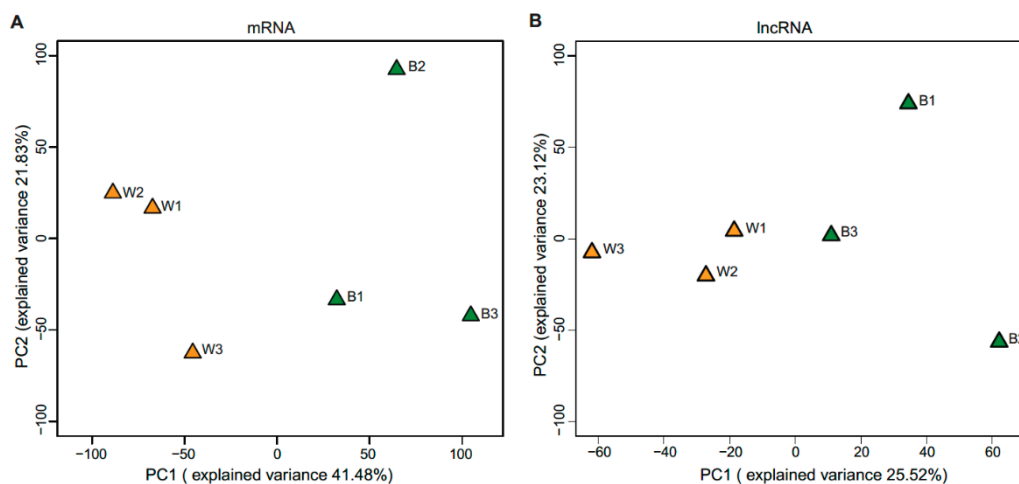 A
mRNA
PC2 (explained variance 21.83%)
100
50
0
−50
−100
B2
W2
W1
B1
B3
W3
−100
−50
0
50
100
PC1 ( explained variance 41.48%)
B
lncRNA
PC2 (explained variance 23.12%)
100
50
0
−50
−100
B1
W1
B3
W3
W2
B2
−60
−40
−20
0
20
40
60
PC1 ( explained variance 25.52%)